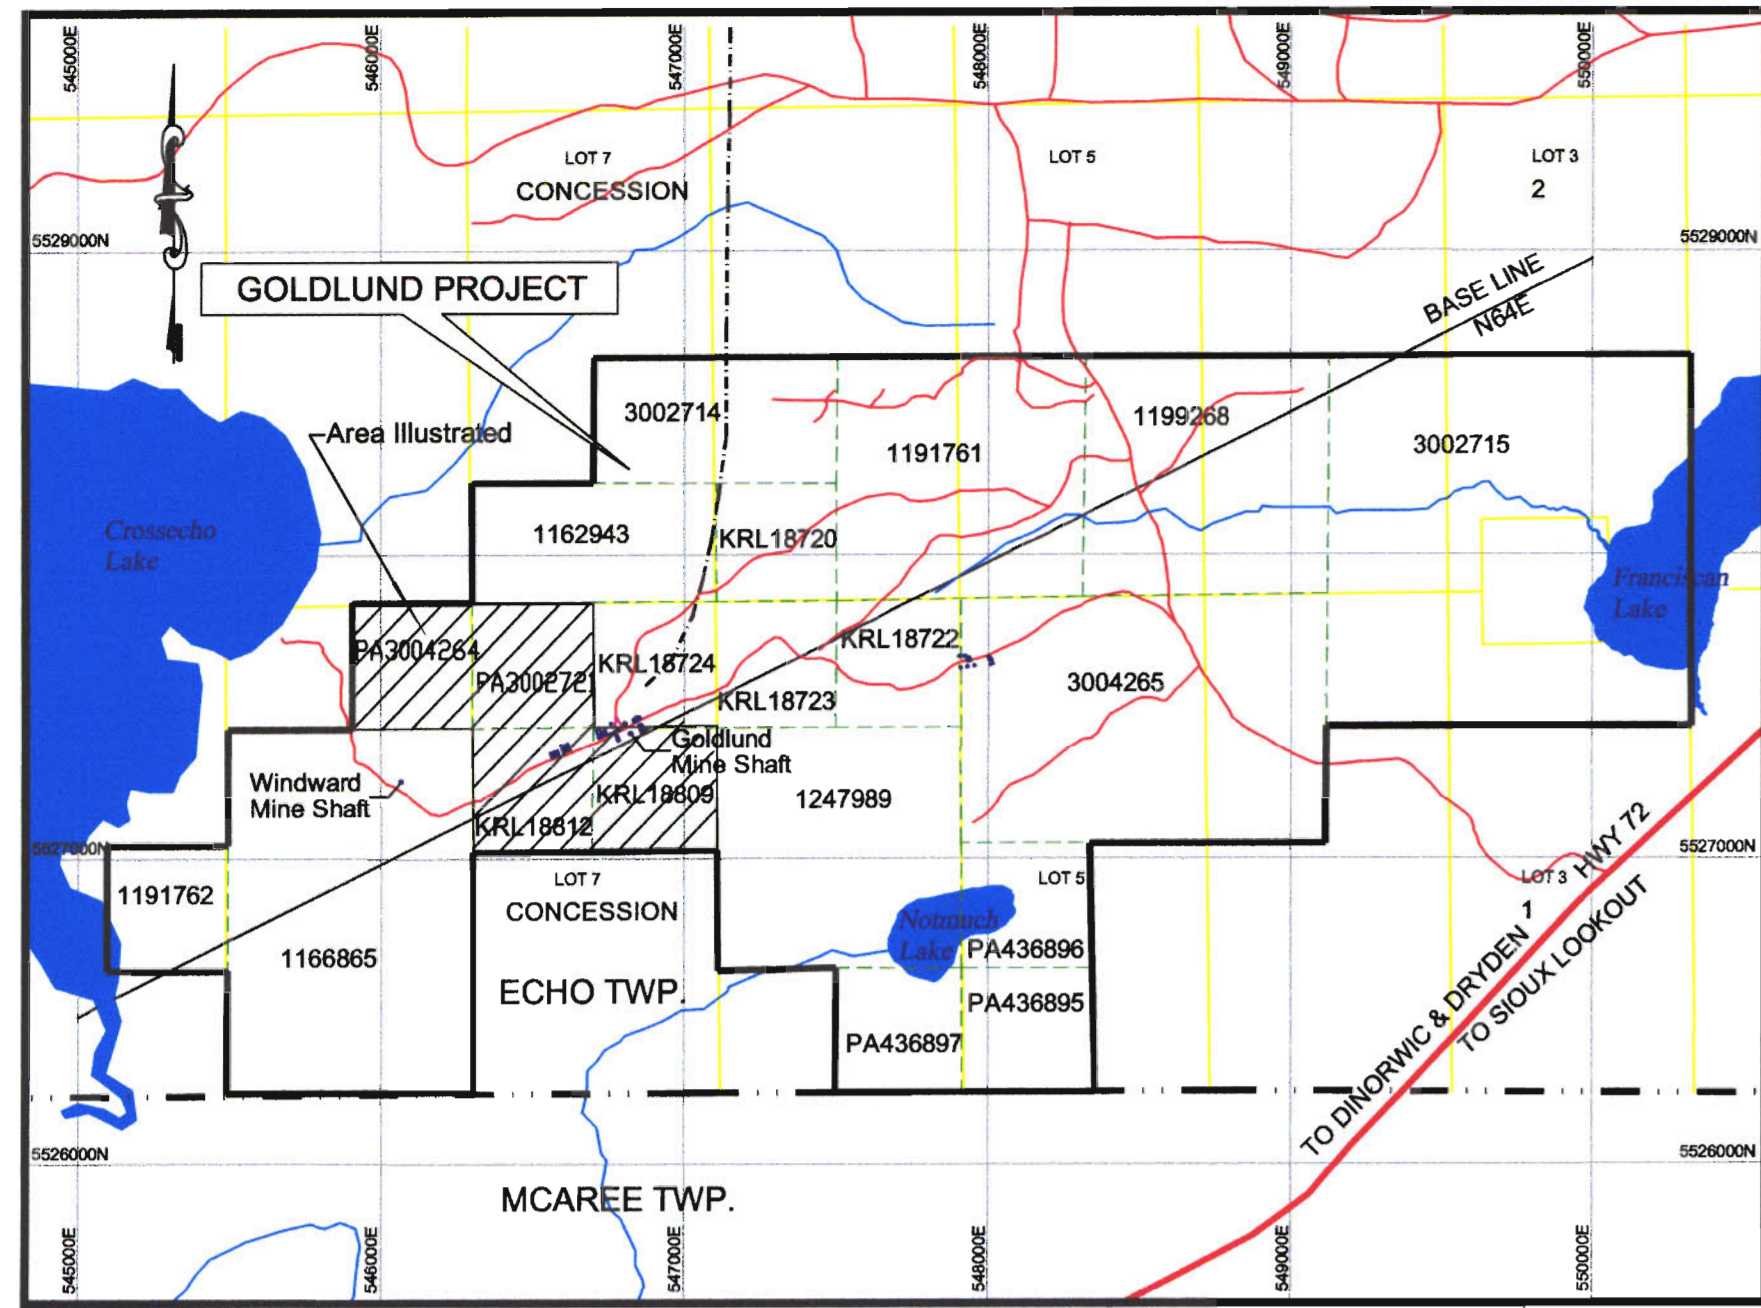 545000E
546000E
547000E
548000E
549000E
550000E
LOT 7
CONCESSION
LOT 5
LOT 3
2
5529000N
5529000N
GOLDLUND PROJECT
BASE LINE
N64E
Area Illustrated
3002714
1191761
1199268
3002715
Crossecho
Lake
1162943
KRL18720
Franciscan
Lake
PA3004264
PA3002721
KRL18724
KRL18722
KRL18723
3004265
Goldlund
Mine Shaft
Windward
Mine Shaft
KRL18809
1247989
KRL18812
HWY 72
5527000N
5527000N
1191762
LOT 7
CONCESSION
LOT 5
LOT 3
1
Notmuch
Lake
PA436896
1166865
ECHO TWP.
PA436895
PA436897
TO DINORWIC & DRYDEN
TO SIOUX LOOKOUT
5526000N
5526000N
MCAREE TWP.
545000E
546000E
547000E
548000E
549000E
550000E